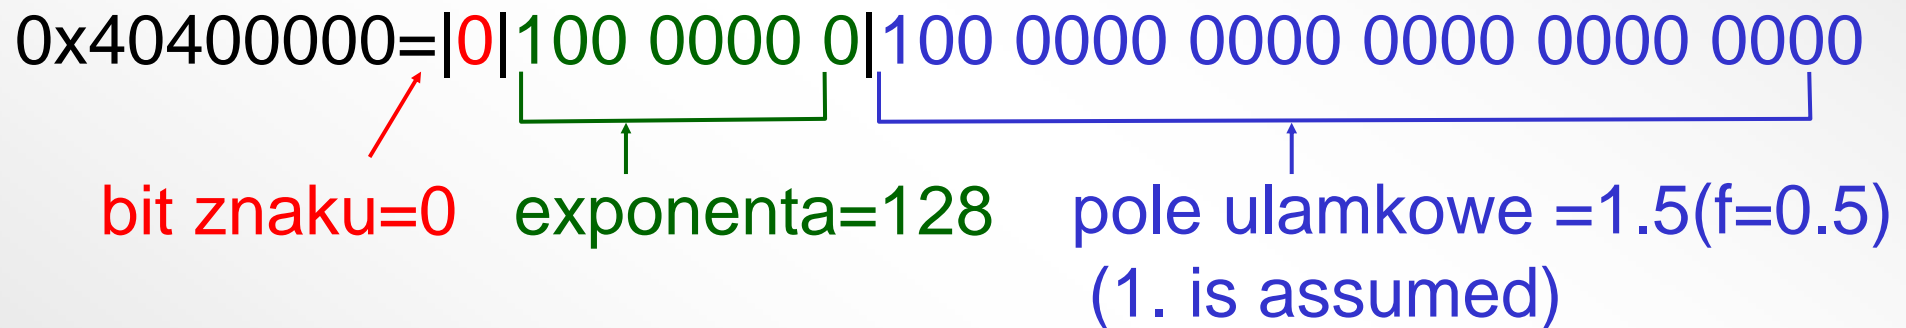 0x40400000=|0|100 0000 0|100 0000 0000 0000 0000 0000
bit znaku=0 exponenta=128 pole ulamkowe =1.5(f=0.5)
(1. is assumed)